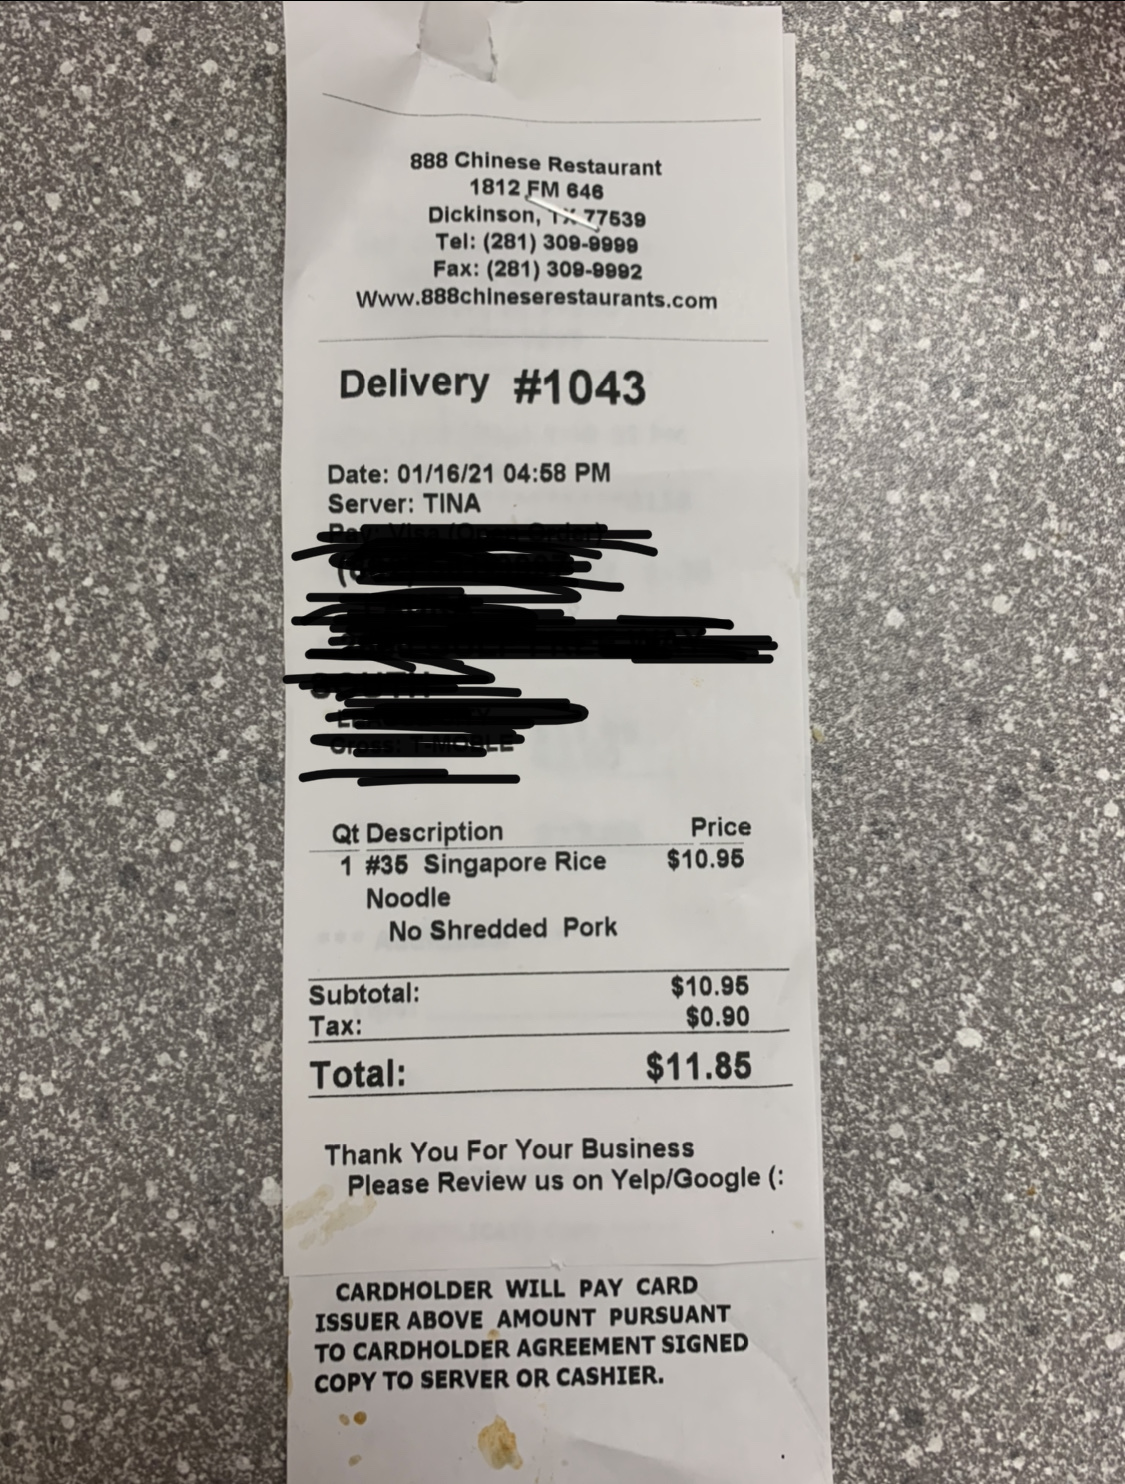 888 Chinese Restaurant
1812 FM 646
Dickinson, TX 77539
Tel: (281) 309-9999
Fax: (281) 309-9992
Www.888chineserestaurants.com
Delivery #1043
Date: 01/16/21 04:58 PM
Server: TINA
Qt Description Price
1 #35 Singapore Rice $10.95
Noodle
No Shredded Pork
Subtotal: $10.95
Tax: $0.90
Total: $11.85
Thank You For Your Business
Please Review us on Yelp/Google (:
CARDHOLDER WILL PAY CARD
ISSUER ABOVE AMOUNT PURSUANT
TO CARDHOLDER AGREEMENT SIGNED
COPY TO SERVER OR CASHIER.